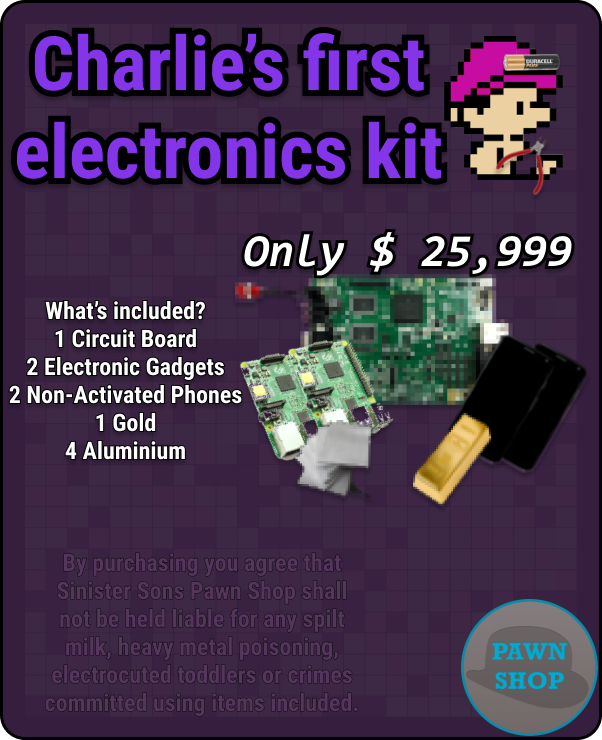 Charlie's first
electronics kit
DURACELL
PLUS
Only $ 25,999
What's included?
1 Circuit Board
2 Electronic Gadgets
2 Non-Activated Phones
1 Gold
4 Aluminium
By purchasing you agree that
Sinister Sons Pawn Shop shall
not be held liable for any spilt
milk, heavy metal poisoning,
electrocuted toddlers or crimes
committed using items included.
PAWN
SHOP